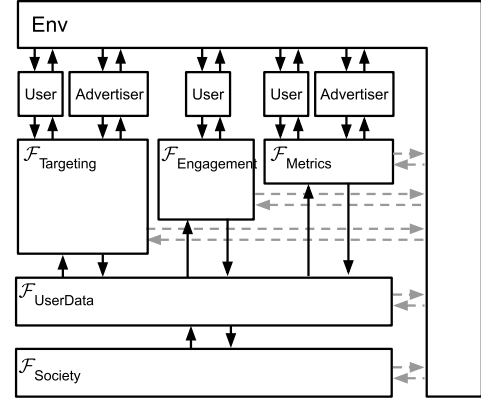 Env
User Advertiser User User Advertiser
ℱTargeting ℱEngagement ℱMetrics
ℱUserData
ℱSociety